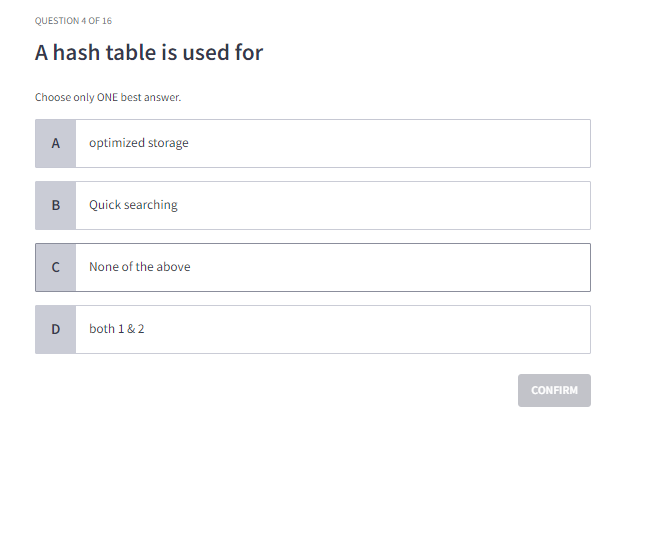 QUESTION 4 OF 16
A hash table is used for
Choose only ONE best answer.
A optimized storage
B Quick searching
C None of the above
D both 1 & 2
CONFIRM